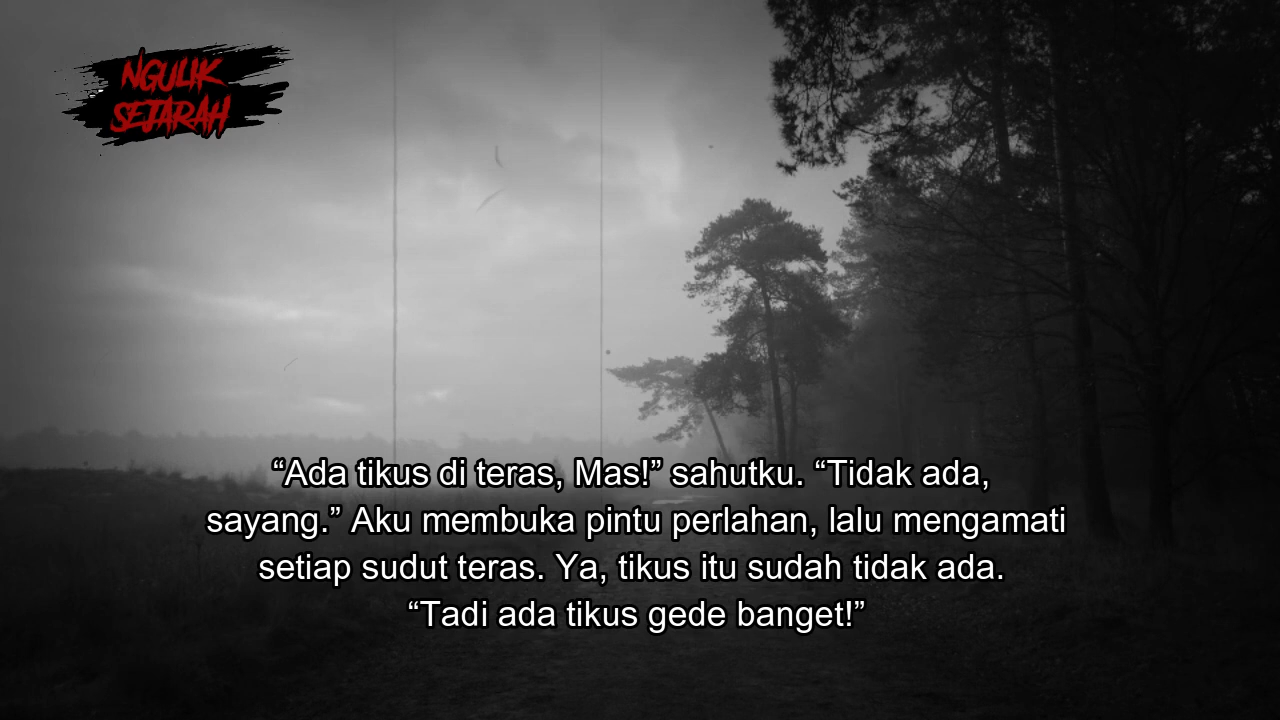 NGULIK
SEJARAH
“Ada tikus di teras, Mas!” sahutku. “Tidak ada,
sayang.” Aku membuka pintu perlahan, lalu mengamati
setiap sudut teras. Ya, tikus itu sudah tidak ada.
“Tadi ada tikus gede banget!”